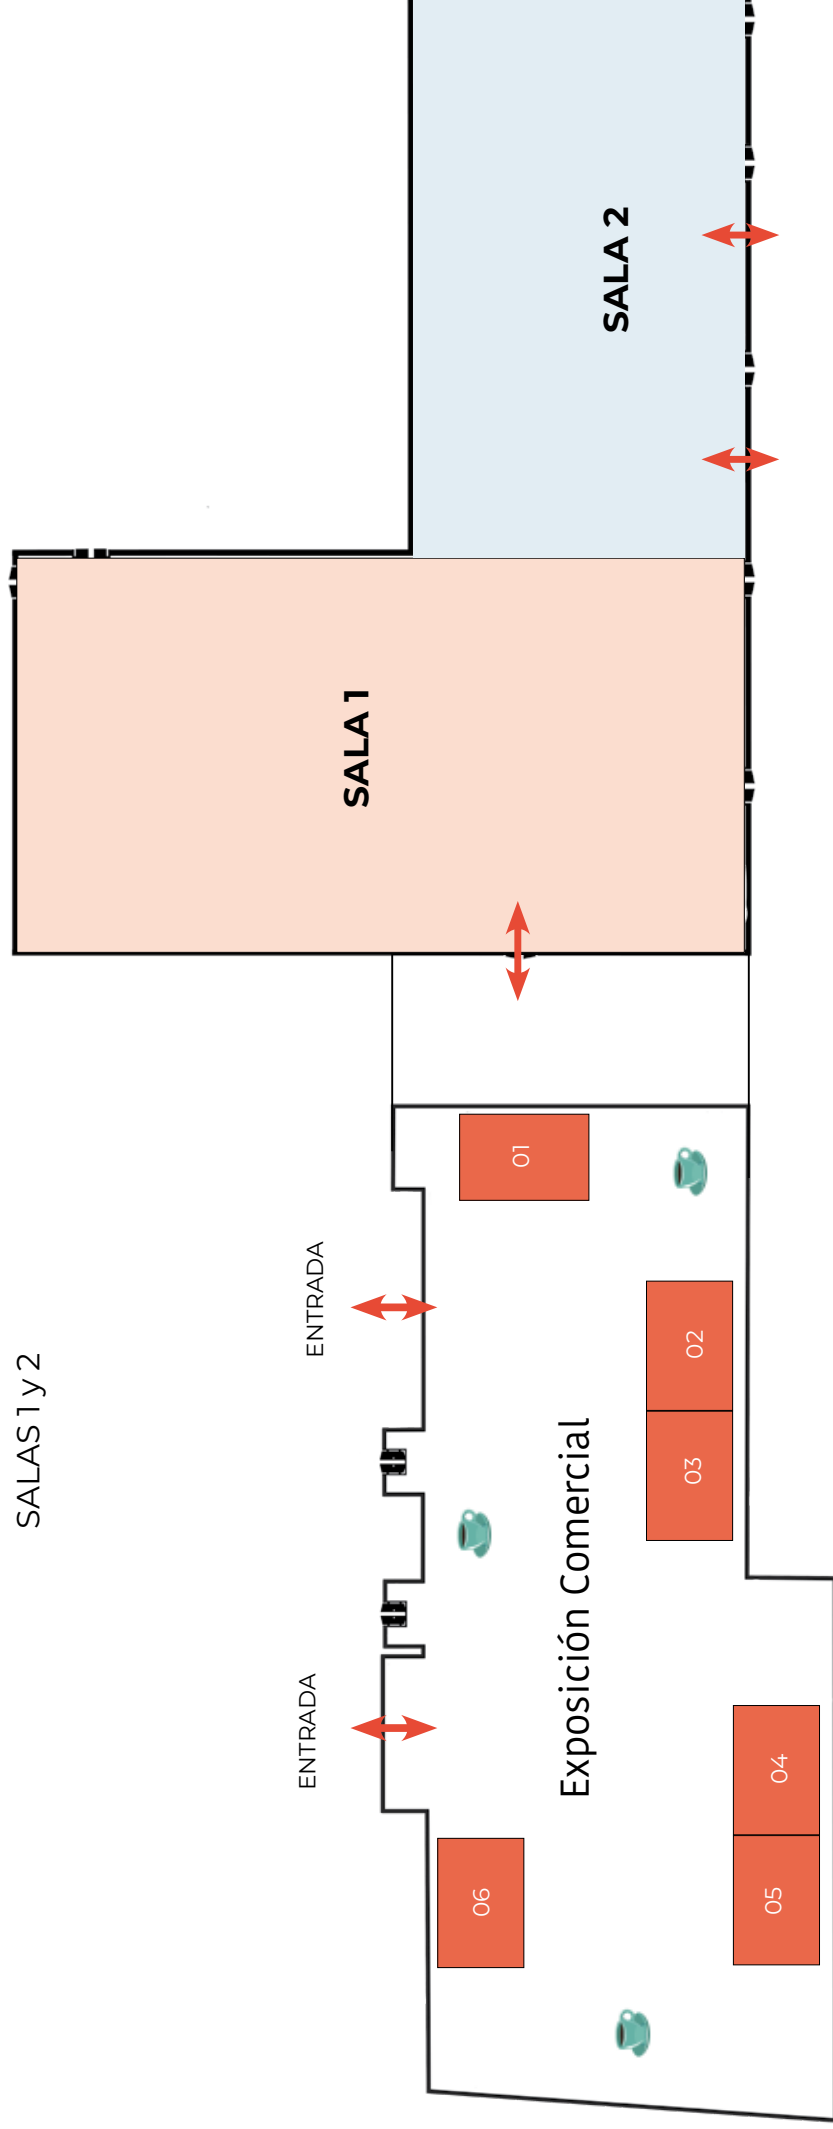 SALAS 1 y 2
ENTRADA
ENTRADA
SALA 1
SALA 2
06
Exposición Comercial
01
05
04
03
02